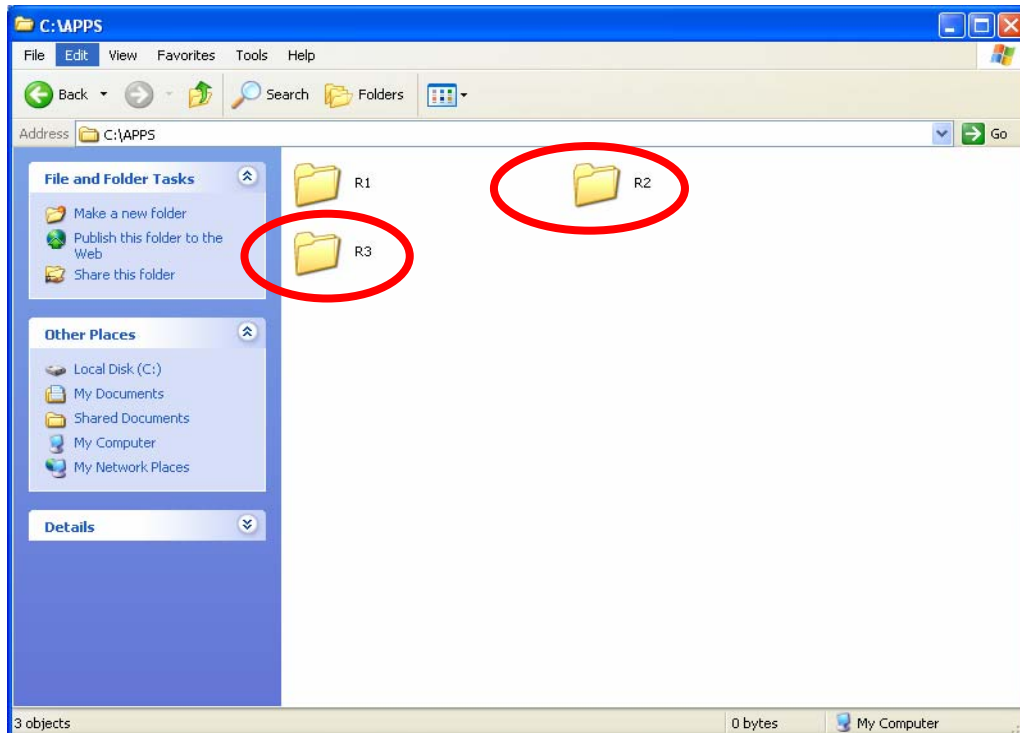 C:\APPS
File Edit View Favorites Tools Help
Back Search Folders
Address C:\APPS Go
File and Folder Tasks
Make a new folder
Publish this folder to the
Web
Share this folder
Other Places
Local Disk (C:)
My Documents
Shared Documents
My Computer
My Network Places
Details
R1 R2
R3
3 objects 0 bytes My Computer